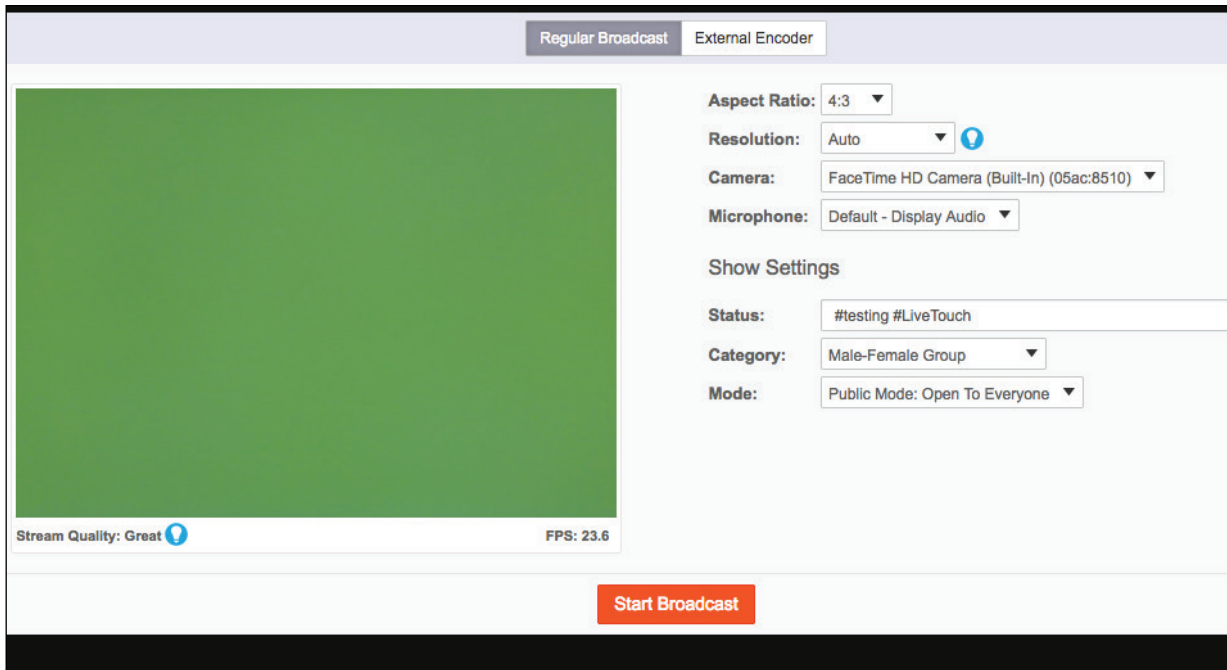 Regular Broadcast External Encoder
Aspect Ratio: 4:3
Resolution: Auto
Camera: FaceTime HD Camera (Built-In) (05ac:8510)
Microphone: Default - Display Audio
Show Settings
Status: #testing #LiveTouch
Category: Male-Female Group
Mode: Public Mode: Open To Everyone
Stream Quality: Great FPS: 23.6
Start Broadcast